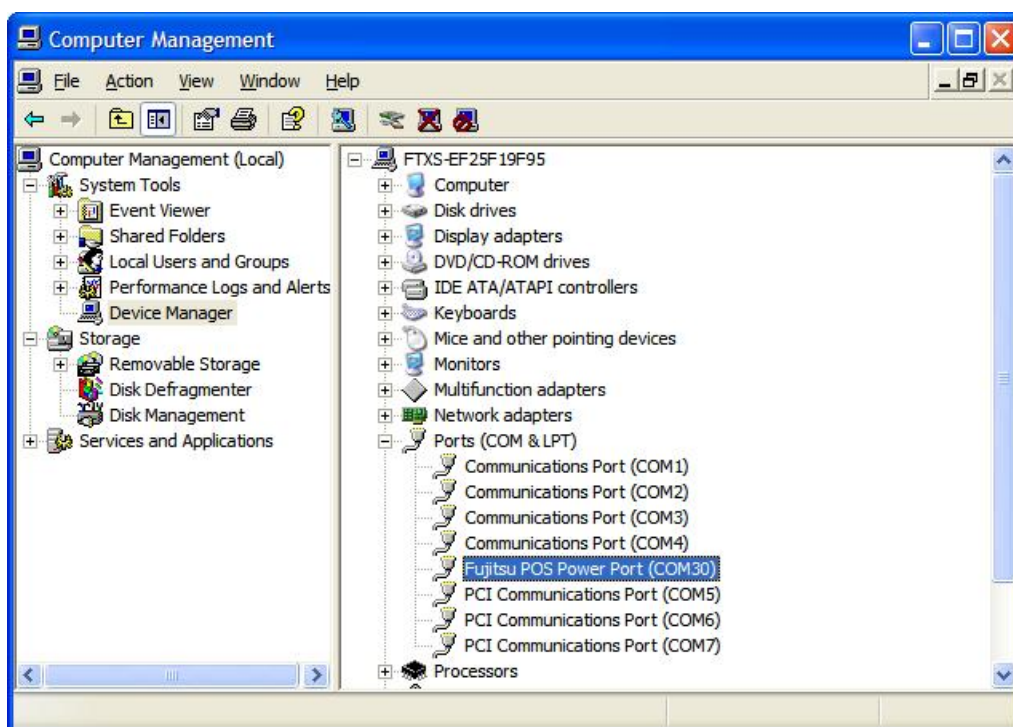 Computer Management
File Action View Window Help
Computer Management (Local)
System Tools
Event Viewer
Shared Folders
Local Users and Groups
Performance Logs and Alerts
Device Manager
Storage
Removable Storage
Disk Defragmenter
Disk Management
Services and Applications
FTXS-EF25F19F95
Computer
Disk drives
Display adapters
DVD/CD-ROM drives
IDE ATA/ATAPI controllers
Keyboards
Mice and other pointing devices
Monitors
Multifunction adapters
Network adapters
Ports (COM & LPT)
Communications Port (COM1)
Communications Port (COM2)
Communications Port (COM3)
Communications Port (COM4)
Fujitsu POS Power Port (COM30)
PCI Communications Port (COM5)
PCI Communications Port (COM6)
PCI Communications Port (COM7)
Processors